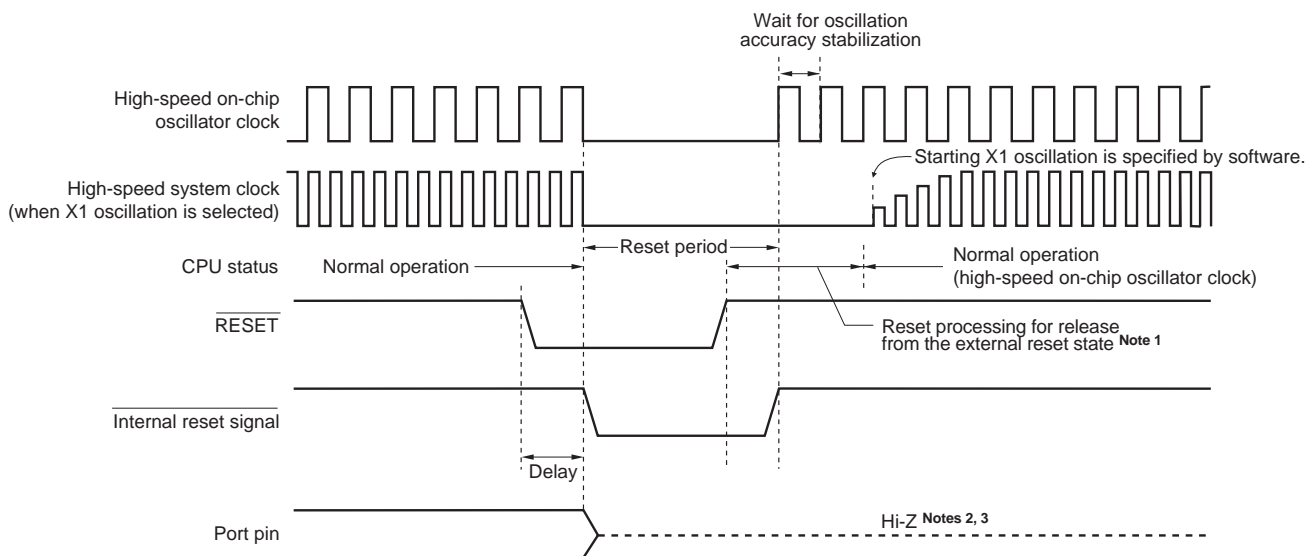 Wait for oscillation
accuracy stabilization
High-speed on-chip
oscillator clock
Starting X1 oscillation is specified by software.
High-speed system clock
(when X1 oscillation is selected)
Reset period
CPU status
Normal operation
Normal operation
(high-speed on-chip oscillator clock)
RESET
Reset processing for release
from the external reset state Note 1
Internal reset signal
Delay
Port pin
Hi-Z Notes 2, 3